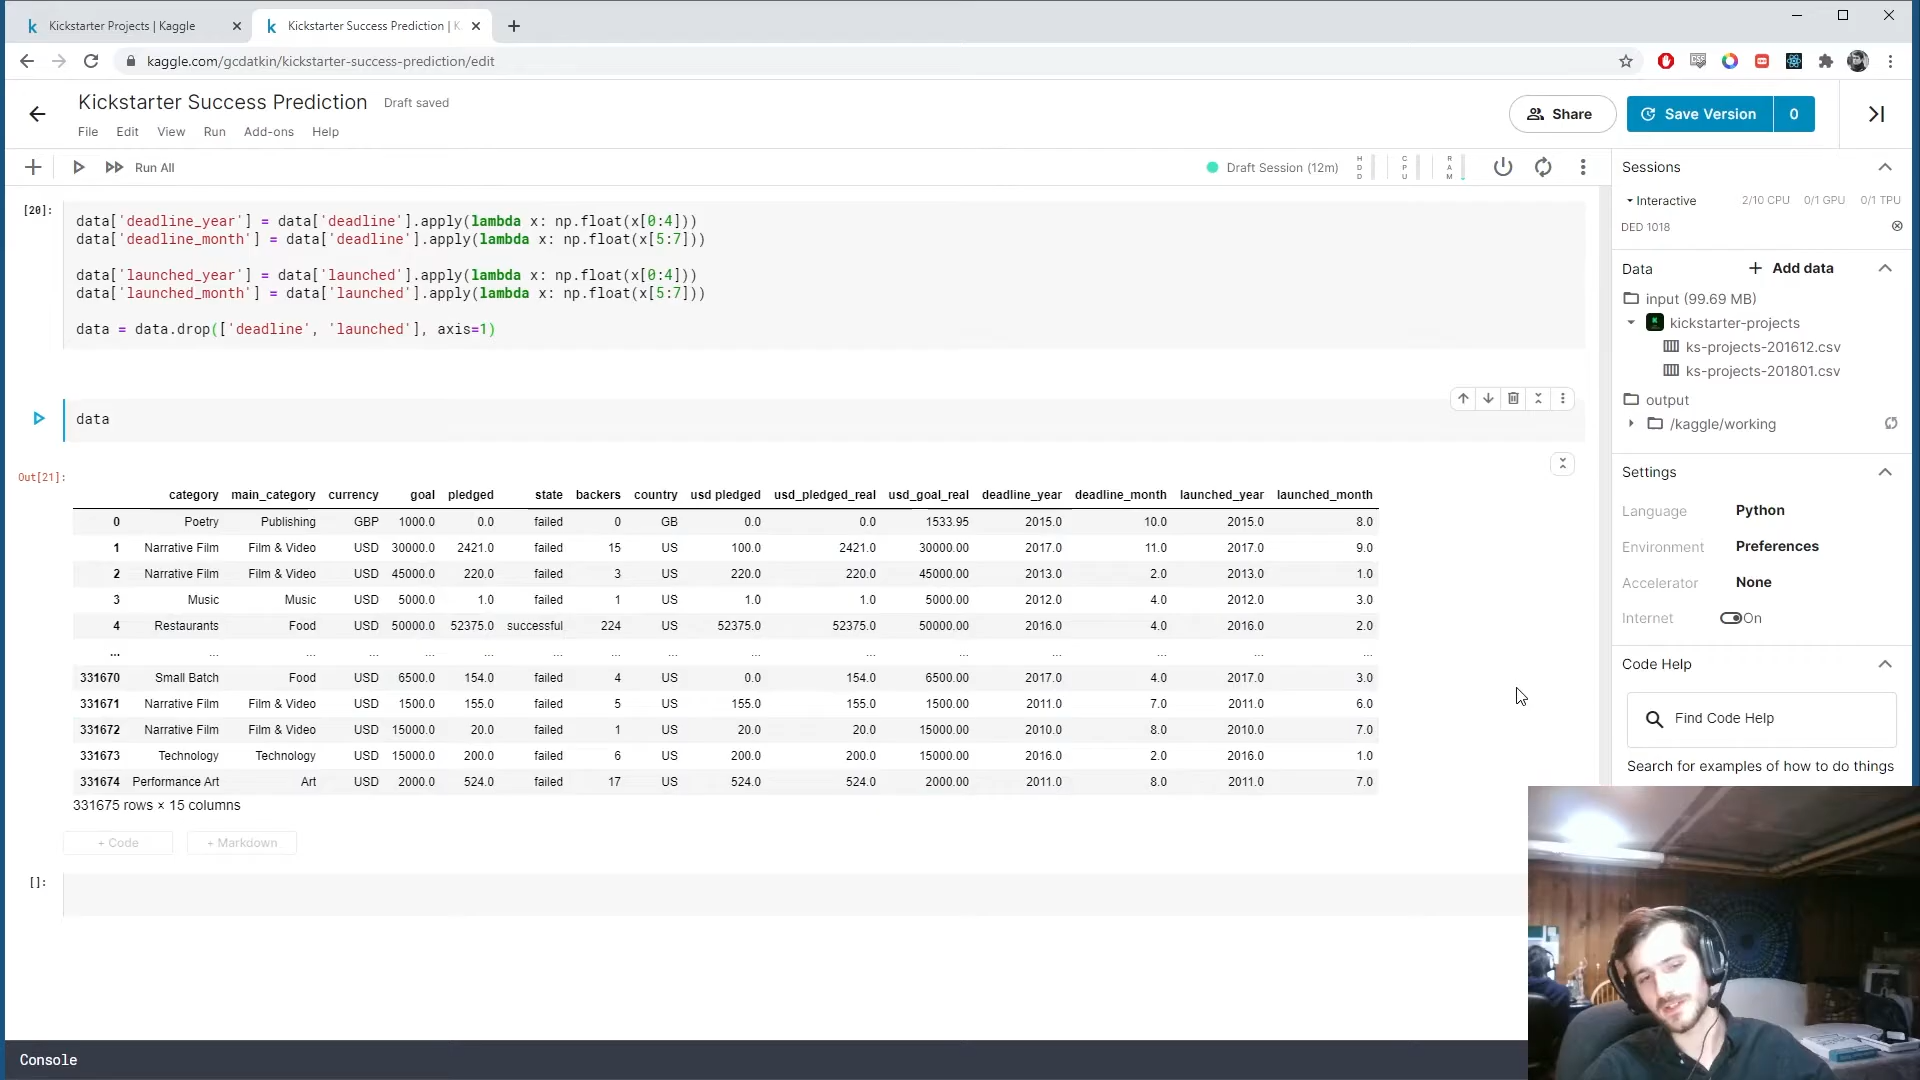 Kickstarter Projects | Kaggle
Kickstarter Success Prediction | K
kaggle.com/gcdatkin/kickstarter-success-prediction/edit
Kickstarter Success Prediction Draft saved
File Edit View Run Add-ons Help
Share
Save Version 0
Run All
Draft Session (12m) HDD CPU RAM
[20]:
data['deadline_year'] = data['deadline'].apply(lambda x: np.float(x[0:4]))
data['deadline_month'] = data['deadline'].apply(lambda x: np.float(x[5:7]))
data['launched_year'] = data['launched'].apply(lambda x: np.float(x[0:4]))
data['launched_month'] = data['launched'].apply(lambda x: np.float(x[5:7]))
data = data.drop(['deadline', 'launched'], axis=1)
data
Out[21]:
category main_category currency goal pledged state backers country usd pledged usd_pledged_real usd_goal_real deadline_year deadline_month launched_year launched_month
0 Poetry Publishing GBP 1000.0 0.0 failed 0 GB 0.0 0.0 1533.95 2015.0 10.0 2015.0 8.0
1 Narrative Film Film & Video USD 30000.0 2421.0 failed 15 US 100.0 2421.0 30000.00 2017.0 11.0 2017.0 9.0
2 Narrative Film Film & Video USD 45000.0 220.0 failed 3 US 220.0 220.0 45000.00 2013.0 2.0 2013.0 1.0
3 Music Music USD 5000.0 1.0 failed 1 US 1.0 1.0 5000.00 2012.0 4.0 2012.0 3.0
4 Restaurants Food USD 50000.0 52375.0 successful 224 US 52375.0 52375.0 50000.00 2016.0 4.0 2016.0 2.0
... ... ... ... ... ... ... ... ... ... ... ... ... ... ... ...
331670 Small Batch Food USD 6500.0 154.0 failed 4 US 0.0 154.0 6500.00 2017.0 4.0 2017.0 3.0
331671 Narrative Film Film & Video USD 1500.0 155.0 failed 5 US 155.0 155.0 1500.00 2011.0 7.0 2011.0 6.0
331672 Narrative Film Film & Video USD 15000.0 20.0 failed 1 US 20.0 20.0 15000.00 2010.0 8.0 2010.0 7.0
331673 Technology Technology USD 15000.0 200.0 failed 6 US 200.0 200.0 15000.00 2016.0 2.0 2016.0 1.0
331674 Performance Art Art USD 2000.0 524.0 failed 17 US 524.0 524.0 2000.00 2011.0 8.0 2011.0 7.0
331675 rows × 15 columns
+ Code + Markdown
[]:
Console
Sessions
Interactive 2/10 CPU 0/1 GPU 0/1 TPU
DED 1018
Data + Add data
input (99.69 MB)
kickstarter-projects
ks-projects-201612.csv
ks-projects-201801.csv
output
/kaggle/working
Settings
Language Python
Environment Preferences
Accelerator None
Internet On
Code Help
Find Code Help
Search for examples of how to do things